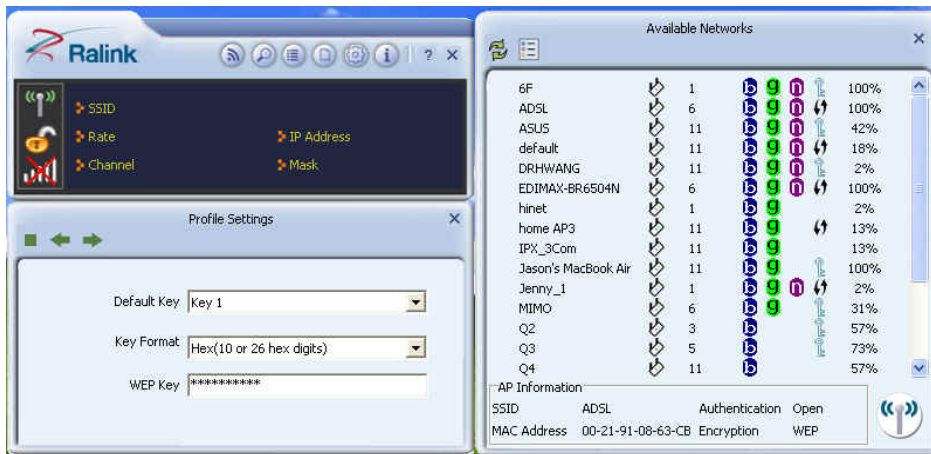 Ralink
? ×
SSID
Rate
IP Address
Channel
Mask
Profile Settings
Default Key Key 1
Key Format Hex(10 or 26 hex digits)
WEP Key **********
Available Networks
6F 1 b g n 100%
ADSL 6 b g n 100%
ASUS 11 b g n 42%
default 11 b g n 18%
DRHWANG 11 b g n 2%
EDIMAX-BR6504N 6 b g n 100%
hinet 1 b g 2%
home AP3 11 b g 13%
IPX_3Com 11 b g 13%
Jason's MacBook Air 11 b g 100%
Jenny_1 1 b g n 2%
MIMO 6 b g 31%
Q2 3 b 57%
Q3 5 b 73%
Q4 11 b 57%
AP Information
SSID ADSL Authentication Open
MAC Address 00-21-91-08-63-CB Encryption WEP